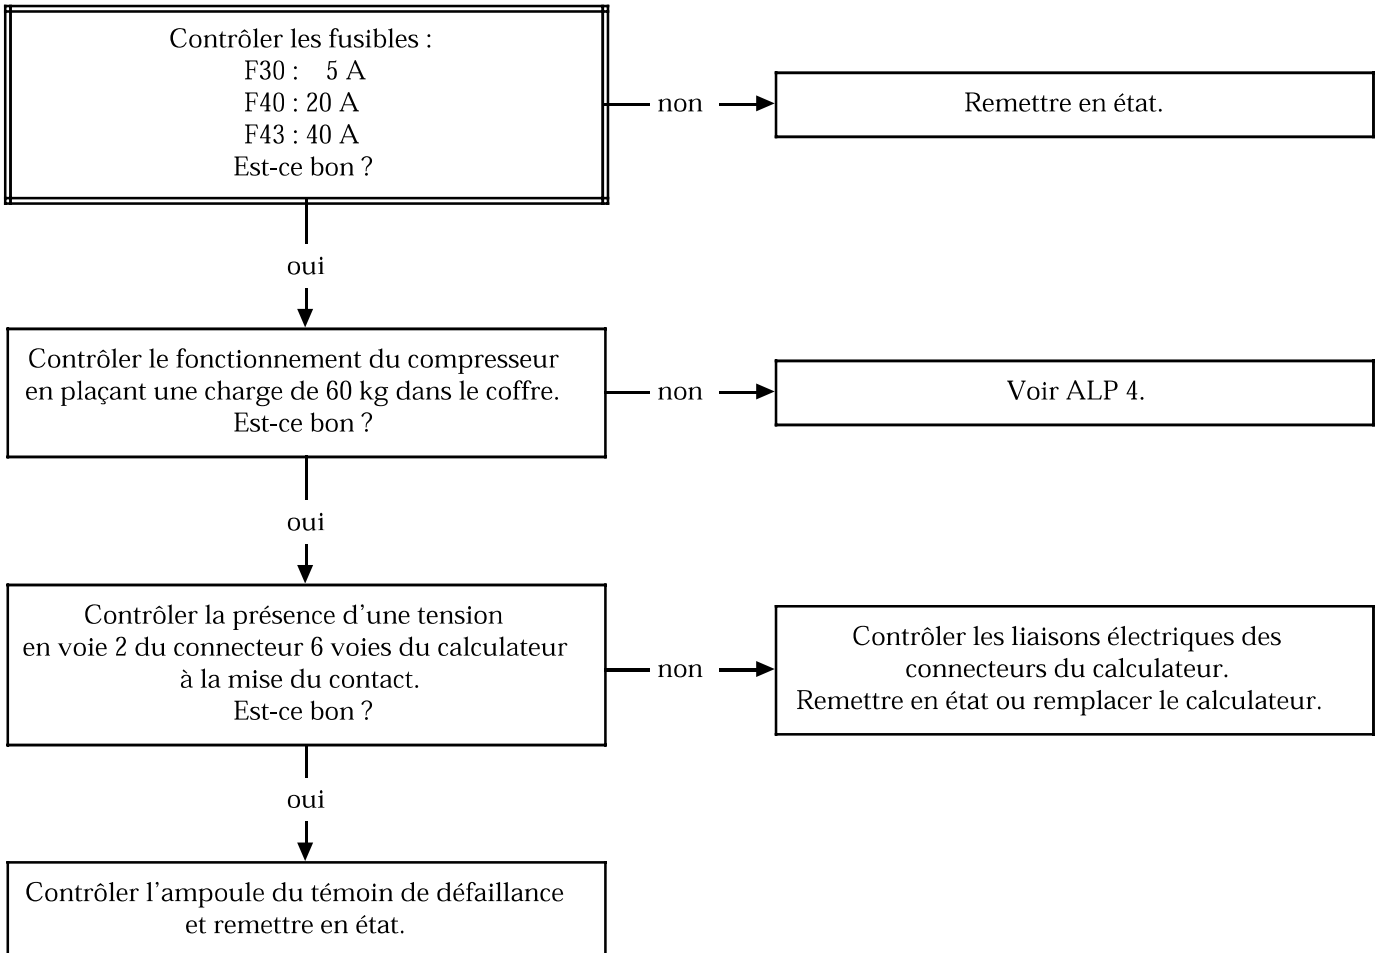 Contrôler les fusibles :
F30 : 5 A
F40 : 20 A
F43 : 40 A
Est-ce bon ?
non
Remettre en état.
oui
Contrôler le fonctionnement du compresseur
en plaçant une charge de 60 kg dans le coffre.
Est-ce bon ?
non
Voir ALP 4.
oui
Contrôler la présence d’une tension
en voie 2 du connecteur 6 voies du calculateur
à la mise du contact.
Est-ce bon ?
non
Contrôler les liaisons électriques des
connecteurs du calculateur.
Remettre en état ou remplacer le calculateur.
oui
Contrôler l’ampoule du témoin de défaillance
et remettre en état.